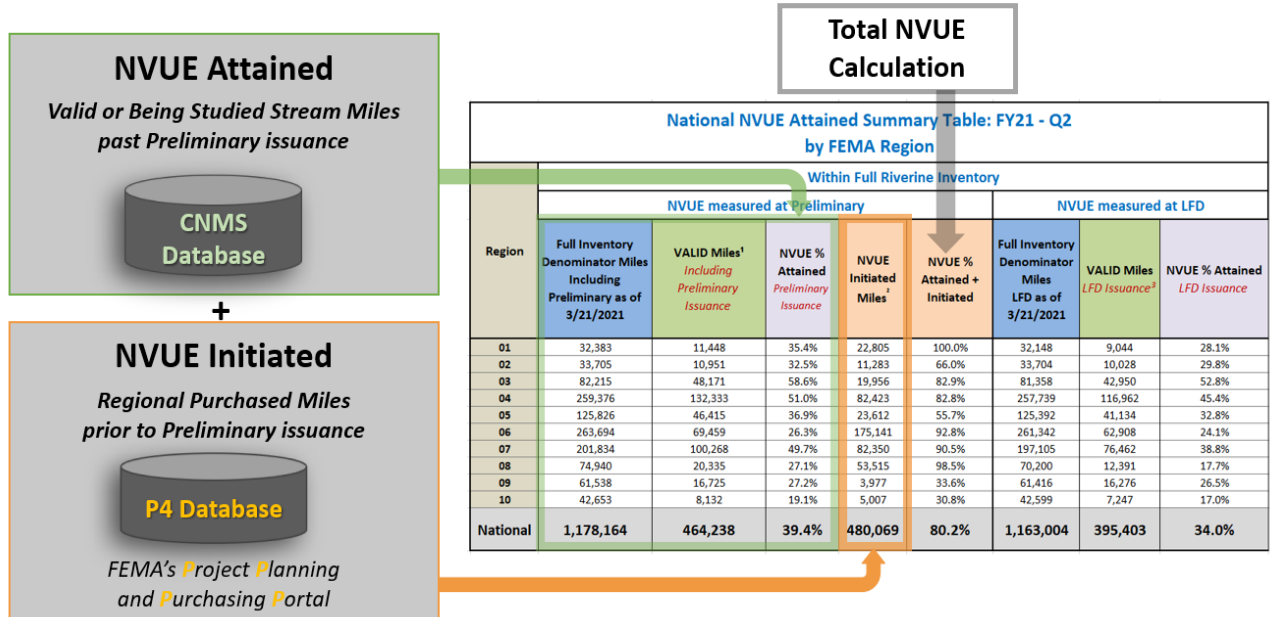 NVUE Attained
Valid or Being Studied Stream Miles
past Preliminary issuance
CNMS
Database
+
NVUE Initiated
Regional Purchased Miles
prior to Preliminary issuance
P4 Database
FEMA's Project Planning
and Purchasing Portal
Total NVUE
Calculation
National NVUE Attained Summary Table: FY21 - Q2
by FEMA Region
Within Full Riverine Inventory
NVUE measured at Preliminary
NVUE measured at LFD
Region
Full Inventory
Denominator Miles
Including
Preliminary as of
3/21/2021
VALID Miles¹
Including
Preliminary
Issuance
NVUE %
Attained
Preliminary
Issuance
NVUE
Initiated
Miles²
NVUE %
Attained +
Initiated
Full Inventory
Denominator
Miles
LFD as of
3/21/2021
VALID Miles
LFD Issuance³
NVUE % Attained
LFD Issuance
01 32,383 11,448 35.4% 22,805 100.0% 32,148 9,044 28.1%
02 33,705 10,951 32.5% 11,283 66.0% 33,704 10,028 29.8%
03 82,215 48,171 58.6% 19,956 82.9% 81,358 42,950 52.8%
04 259,376 132,333 51.0% 82,423 82.8% 257,739 116,962 45.4%
05 125,826 46,415 36.9% 23,612 55.7% 125,392 41,134 32.8%
06 263,694 69,459 26.3% 175,141 92.8% 261,342 62,908 24.1%
07 201,834 100,268 49.7% 82,350 90.5% 197,105 76,462 38.8%
08 74,940 20,335 27.1% 53,515 98.5% 70,200 12,391 17.7%
09 61,538 16,725 27.2% 3,977 33.6% 61,416 16,276 26.5%
10 42,653 8,132 19.1% 5,007 30.8% 42,599 7,247 17.0%
National 1,178,164 464,238 39.4% 480,069 80.2% 1,163,004 395,403 34.0%